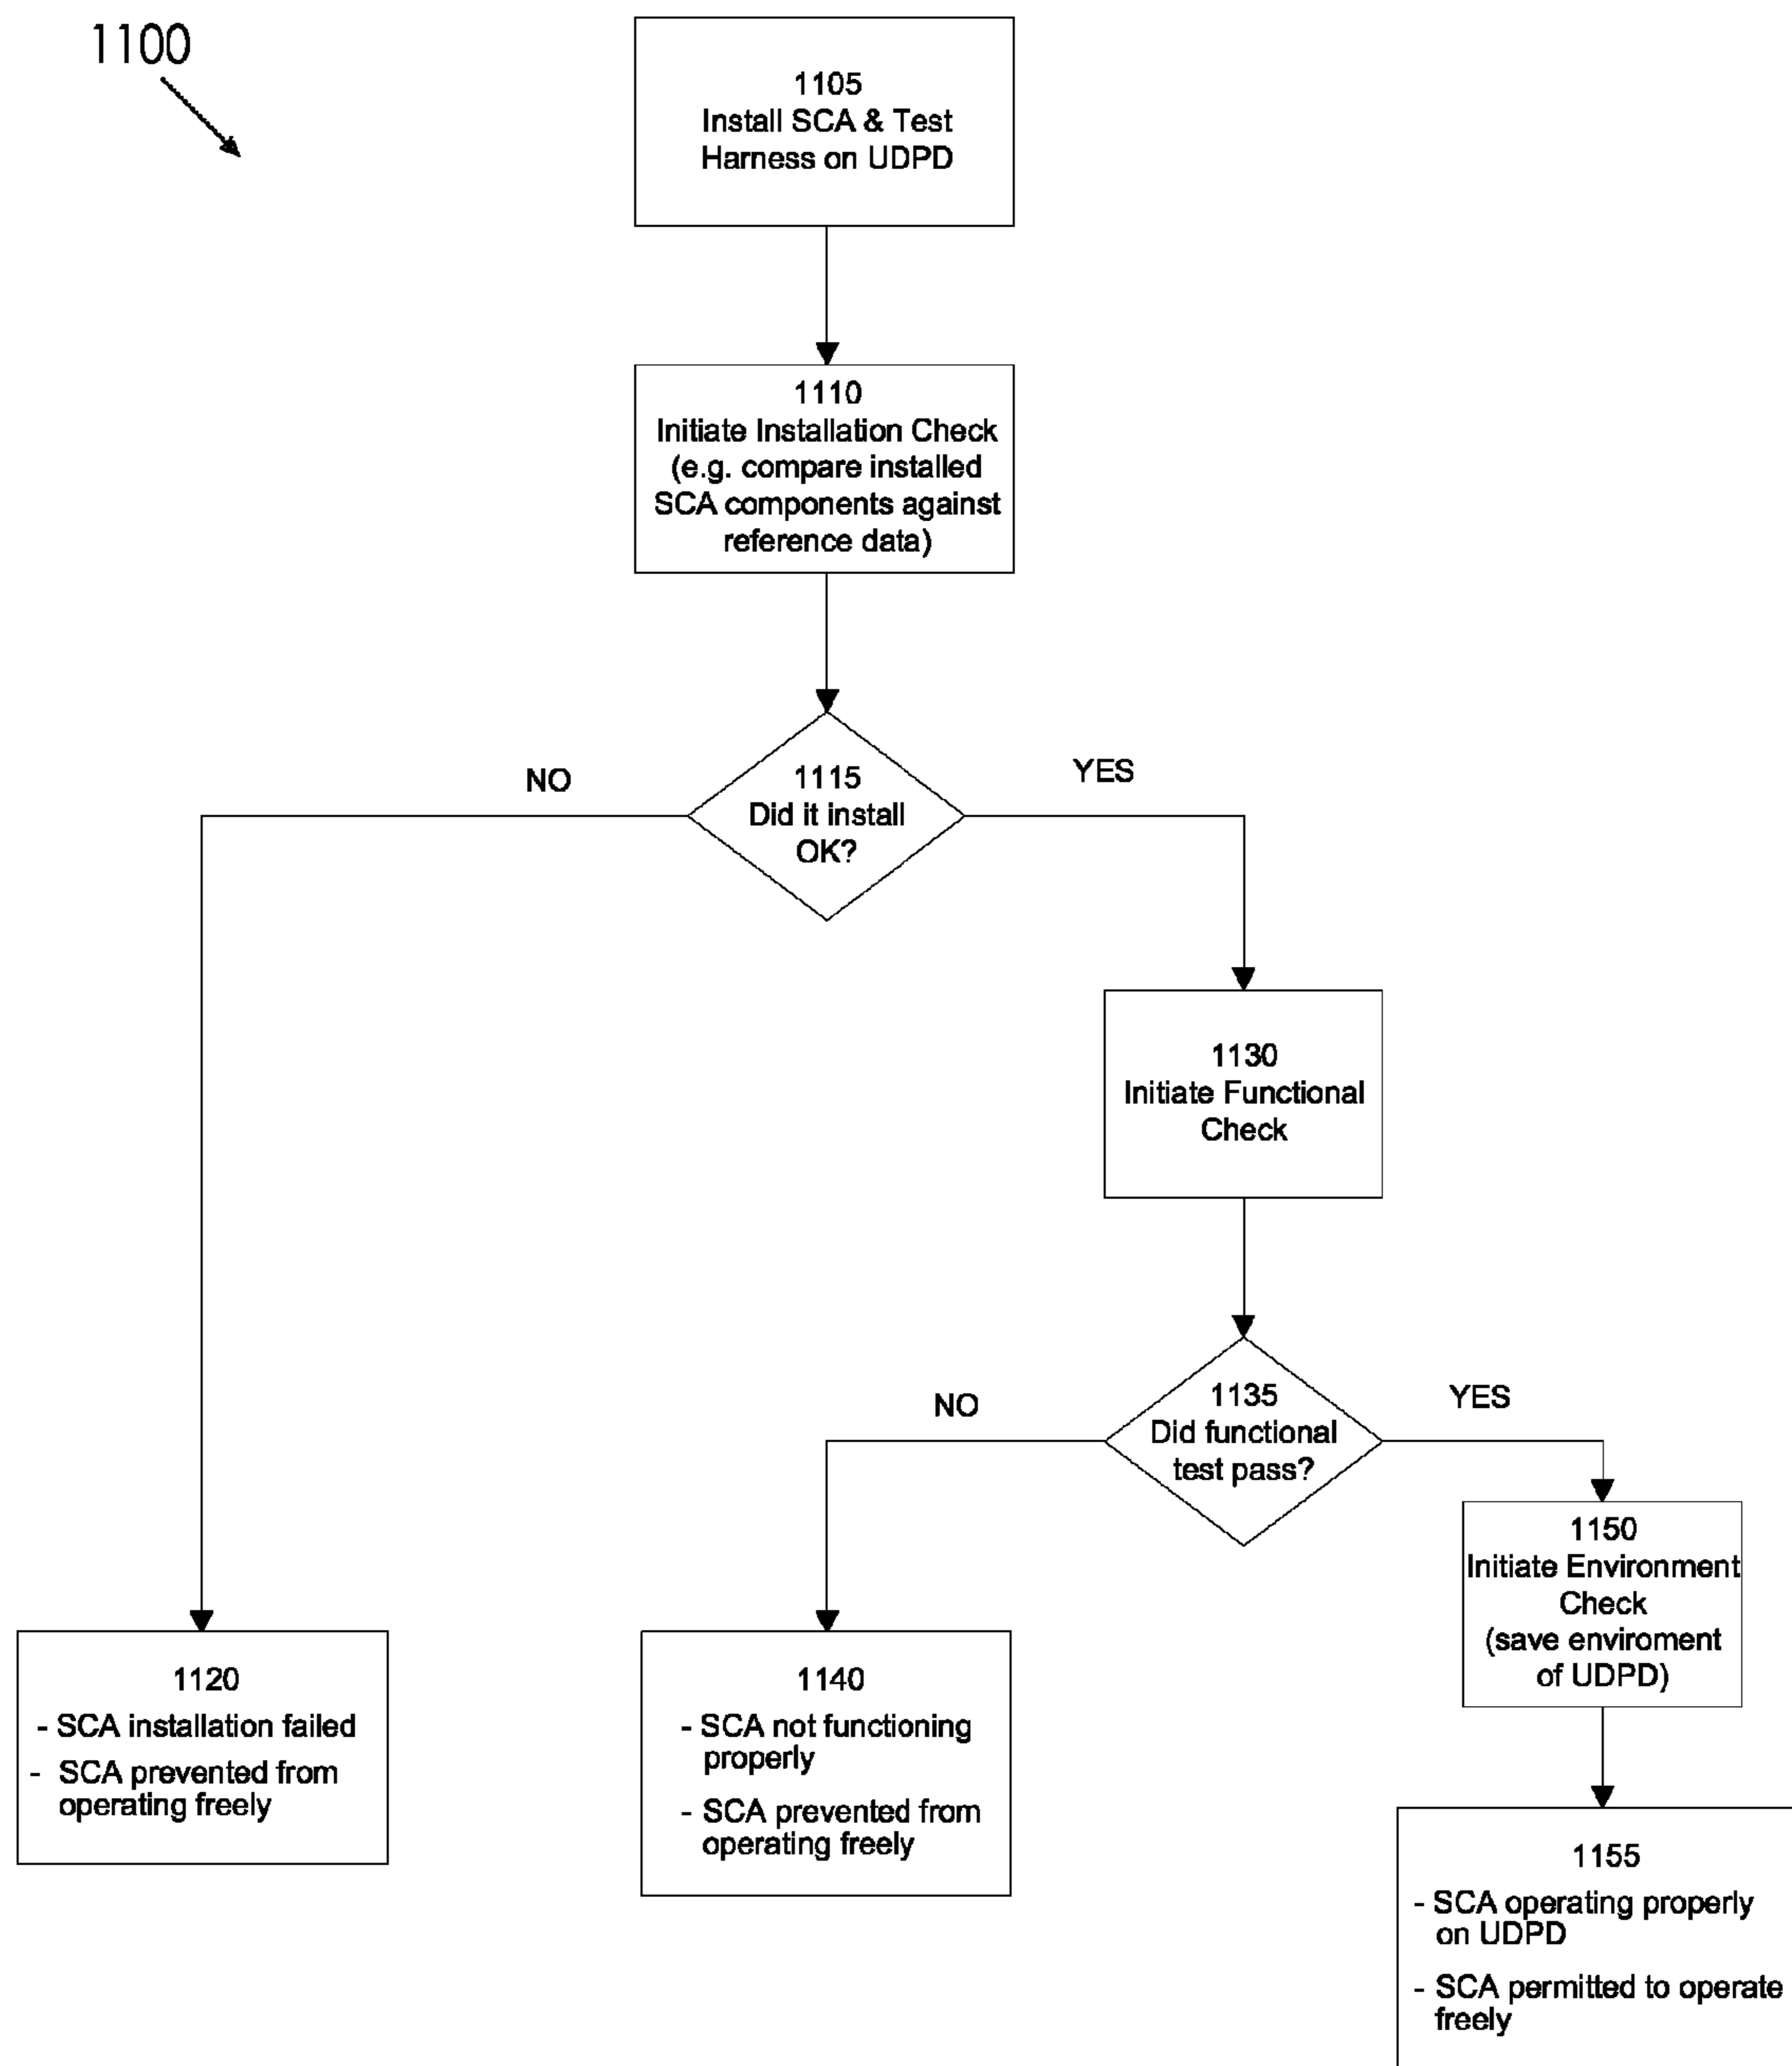 1100
1105
Install SCA & Test
Harness on UDPD
1110
Initiate Installation Check
(e.g. compare installed
SCA components against
reference data)
NO
1115
Did it install
OK?
YES
1130
Initiate Functional
Check
NO
1135
Did functional
test pass?
YES
1150
Initiate Environment
Check
(save enviroment
of UDPD)
1120
- SCA installation failed
- SCA prevented from
operating freely
1140
- SCA not functioning
properly
- SCA prevented from
operating freely
1155
- SCA operating properly
on UDPD
- SCA permitted to operate
freely